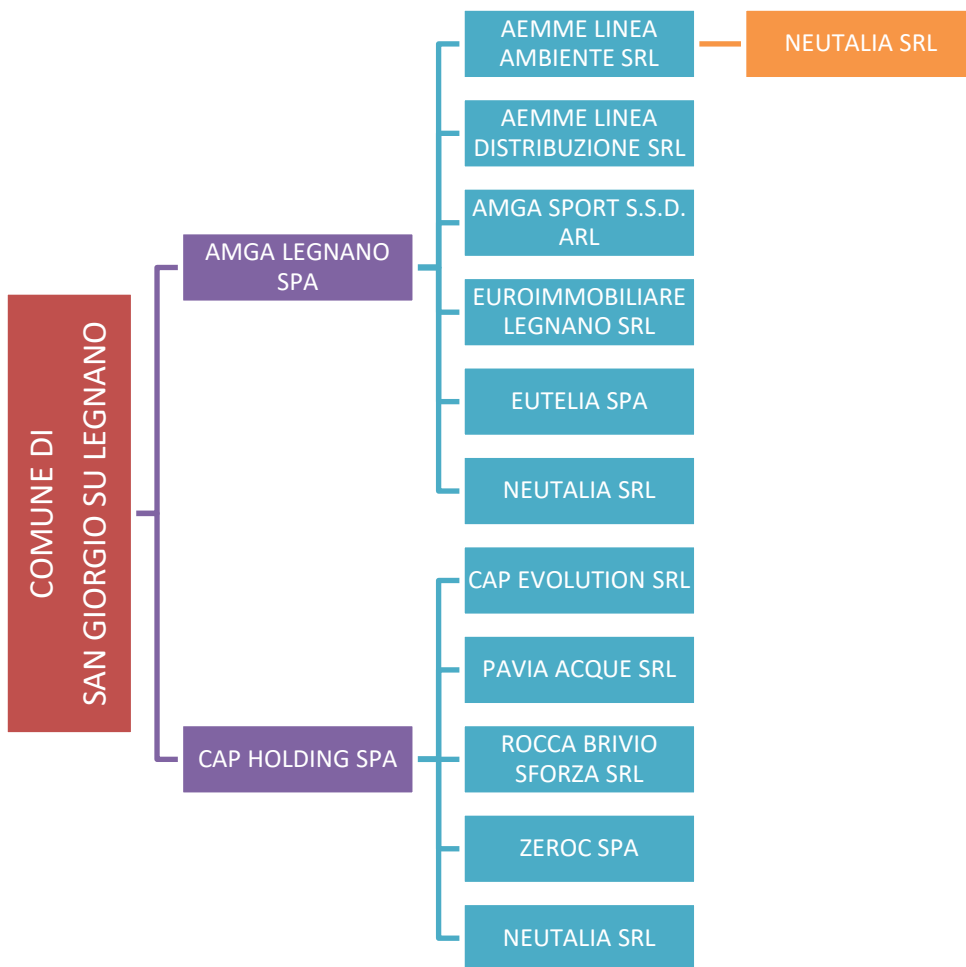 COMUNE DI
SAN GIORGIO SU LEGNANO
AMGA LEGNANO
SPA
AEMME LINEA
AMBIENTE SRL
NEUTALIA SRL
AEMME LINEA
DISTRIBUZIONE SRL
AMGA SPORT S.S.D.
ARL
EUROIMMOBILIARE
LEGNANO SRL
EUTELIA SPA
NEUTALIA SRL
CAP HOLDING SPA
CAP EVOLUTION SRL
PAVIA ACQUE SRL
ROCCA BRIVIO
SFORZA SRL
ZEROC SPA
NEUTALIA SRL